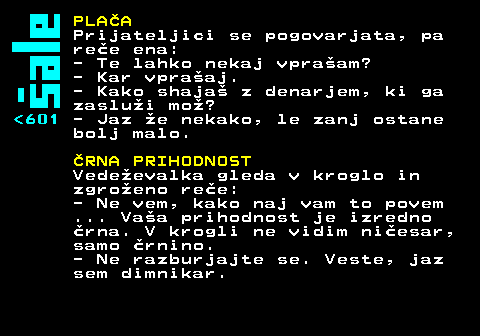 Šale
<601
PLAČA
Prijateljici se pogovarjata, pa
reče ena:
- Te lahko nekaj vprašam?
- Kar vprašaj.
- Kako shajaš z denarjem, ki ga
zasluži mož?
- Jaz že nekako, le zanj ostane
bolj malo.
ČRNA PRIHODNOST
Vedeževalka gleda v kroglo in
zgroženo reče:
- Ne vem, kako naj vam to povem
... Vaša prihodnost je izredno
črna. V krogli ne vidim ničesar,
samo črnino.
- Ne razburjajte se. Veste, jaz
sem dimnikar.